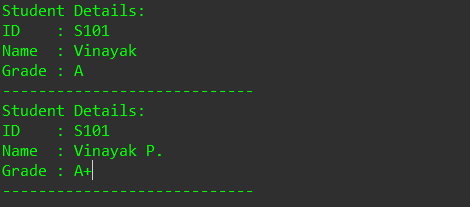 Student Details:
ID    : S101
Name  : Vinayak
Grade : A
----------------------------
Student Details:
ID    : S101
Name  : Vinayak P.
Grade : A+
----------------------------